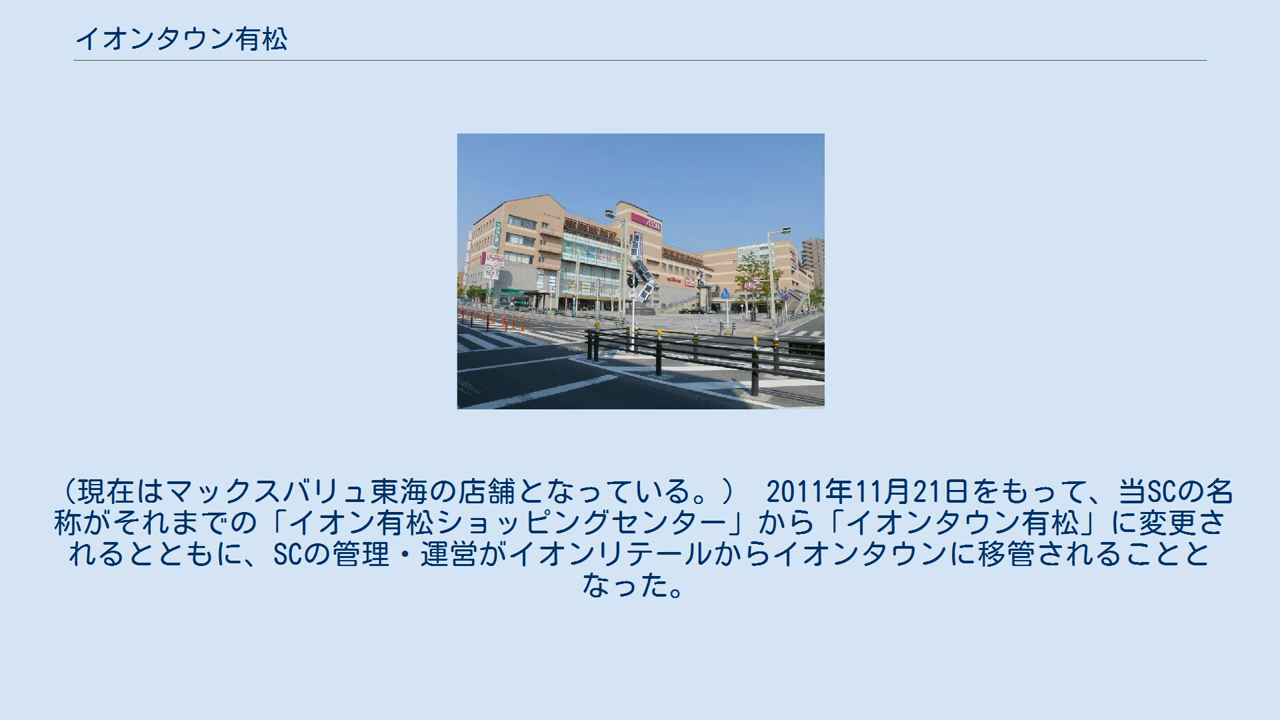 イオンタウン有松
（現在はマックスバリュ東海の店舗となっている。） 2011年11月21日をもって、当SCの名
称がそれまでの「イオン有松ショッピングセンター」から「イオンタウン有松」に変更さ
れるとともに、SCの管理・運営がイオンリテールからイオンタウンに移管されることと
なった。